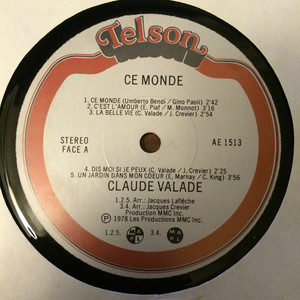 Telson
CE MONDE
1. CE MONDE (Umberto Bendi / Gino Paoli) 2'42
2. C'EST L'AMOUR (E. Piaf / M. Monnot) 3'16
3. LA BELLE VIE (C. Valade / J. Crevier) 2'54
STEREO
FACE A
AE 1513
4. DIS MOI SI JE PEUX (C. Valade / J. Crevier) 2'25
5. UN JARDIN DANS MON COEUR (E. Marnay / C. King) 3'56
CLAUDE VALADE
1.2.5. Arr.: Jacques Laflèche
3.4. Arr.: Jacques Crevier
Production MMC Inc.
℗ 1978 Les Productions MMC Inc.
1.2.5.
3.4.